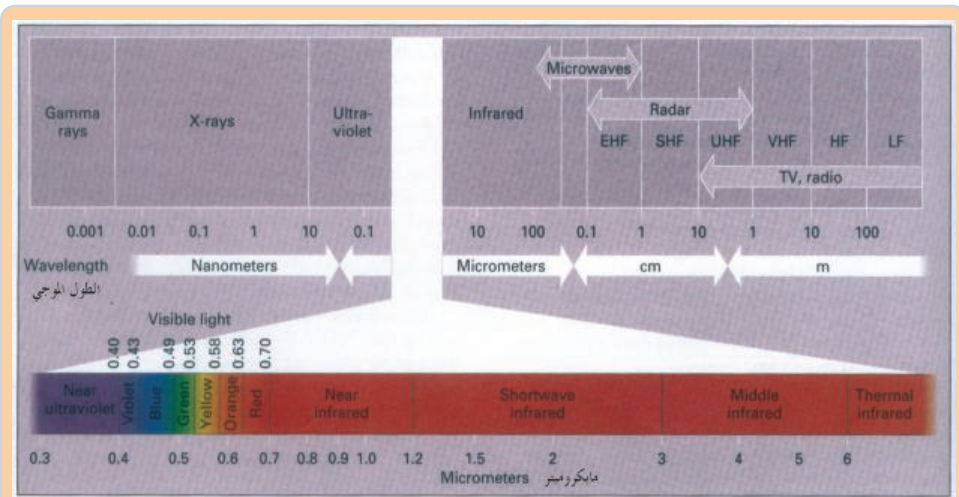 Microwaves
Gamma rays X-rays Ultra-violet Infrared Radar
EHF SHF UHF VHF HF LF
TV, radio
0.001 0.01 0.1 1 10 0.1 10 100 0.1 1 10 1 10 100
Wavelength Nanometers Micrometers cm m
الطول الموجي
Visible light
0.40 0.43 0.49 0.53 0.58 0.63 0.70
Near ultraviolet Violet Blue Green Yellow Orange Red Near infrared Shortwave infrared Middle infrared Thermal infrared
0.3 0.4 0.5 0.6 0.7 0.8 0.9 1.0 1.2 1.5 2 3 4 5 6
Micrometers مايكروميتر